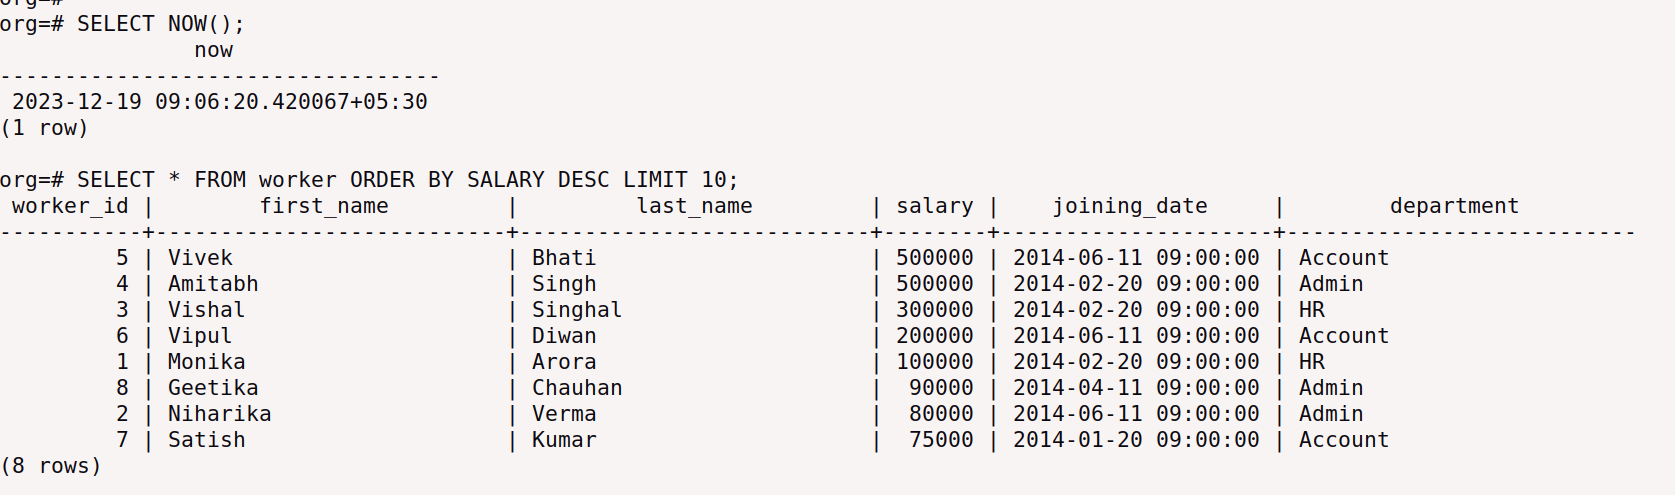 org=#
org=# SELECT NOW();
               now
----------------------------------
 2023-12-19 09:06:20.420067+05:30
(1 row)

org=# SELECT * FROM worker ORDER BY SALARY DESC LIMIT 10;
 worker_id |        first_name         |         last_name         | salary |    joining_date     |        department
-----------+---------------------------+---------------------------+--------+---------------------+---------------------------
         5 | Vivek                     | Bhati                     | 500000 | 2014-06-11 09:00:00 | Account
         4 | Amitabh                   | Singh                     | 500000 | 2014-02-20 09:00:00 | Admin
         3 | Vishal                    | Singhal                   | 300000 | 2014-02-20 09:00:00 | HR
         6 | Vipul                     | Diwan                     | 200000 | 2014-06-11 09:00:00 | Account
         1 | Monika                    | Arora                     | 100000 | 2014-02-20 09:00:00 | HR
         8 | Geetika                   | Chauhan                   |  90000 | 2014-04-11 09:00:00 | Admin
         2 | Niharika                  | Verma                     |  80000 | 2014-06-11 09:00:00 | Admin
         7 | Satish                    | Kumar                     |  75000 | 2014-01-20 09:00:00 | Account
(8 rows)